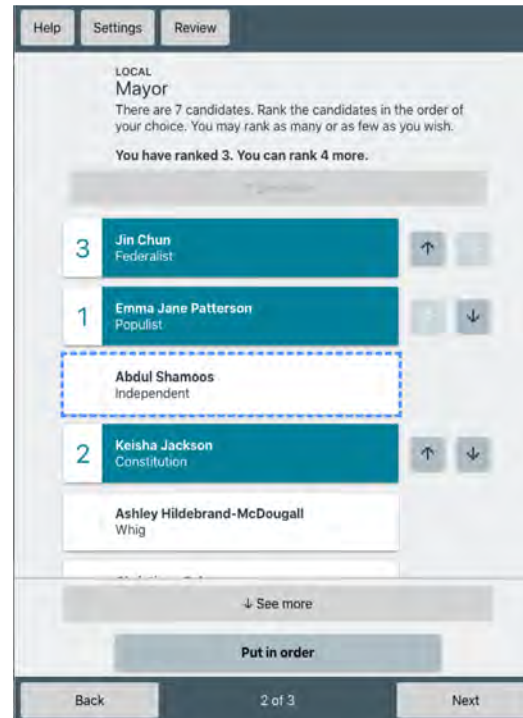 Help Settings Review
LOCAL
Mayor
There are 7 candidates. Rank the candidates in the order of
your choice. You may rank as many or as few as you wish.
You have ranked 3. You can rank 4 more.
3 Jin Chun
Federalist
1 Emma Jane Patterson
Populist
Abdul Shamoos
Independent
2 Keisha Jackson
Constitution
Ashley Hildebrand-McDougall
Whig
↓ See more
Put in order
Back 2 of 3 Next